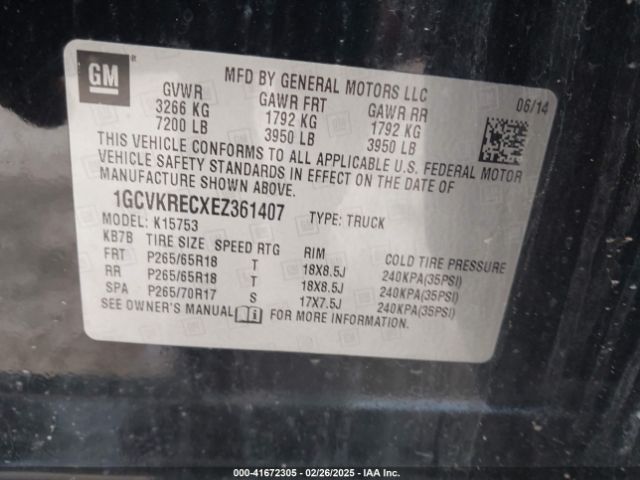 GM
®
MFD BY GENERAL MOTORS LLC
GVWR GAWR FRT GAWR RR 06/14
3266 KG 1792 KG 1792 KG
7200 LB 3950 LB 3950 LB
THIS VEHICLE CONFORMS TO ALL APPLICABLE U.S. FEDERAL MOTOR
VEHICLE SAFETY STANDARDS IN EFFECT ON THE DATE OF
MANUFACTURE SHOWN ABOVE.
1GCVKRECXEZ361407 TYPE: TRUCK
MODEL: K15753
KB7B TIRE SIZE SPEED RTG RIM COLD TIRE PRESSURE
FRT P265/65R18 T 18X8.5J 240KPA(35PSI)
RR P265/65R18 T 18X8.5J 240KPA(35PSI)
SPA P265/70R17 S 17X7.5J 240KPA(35PSI)
SEE OWNER'S MANUAL FOR MORE INFORMATION.
000-41672305 - 02/26/2025 - IAA Inc.